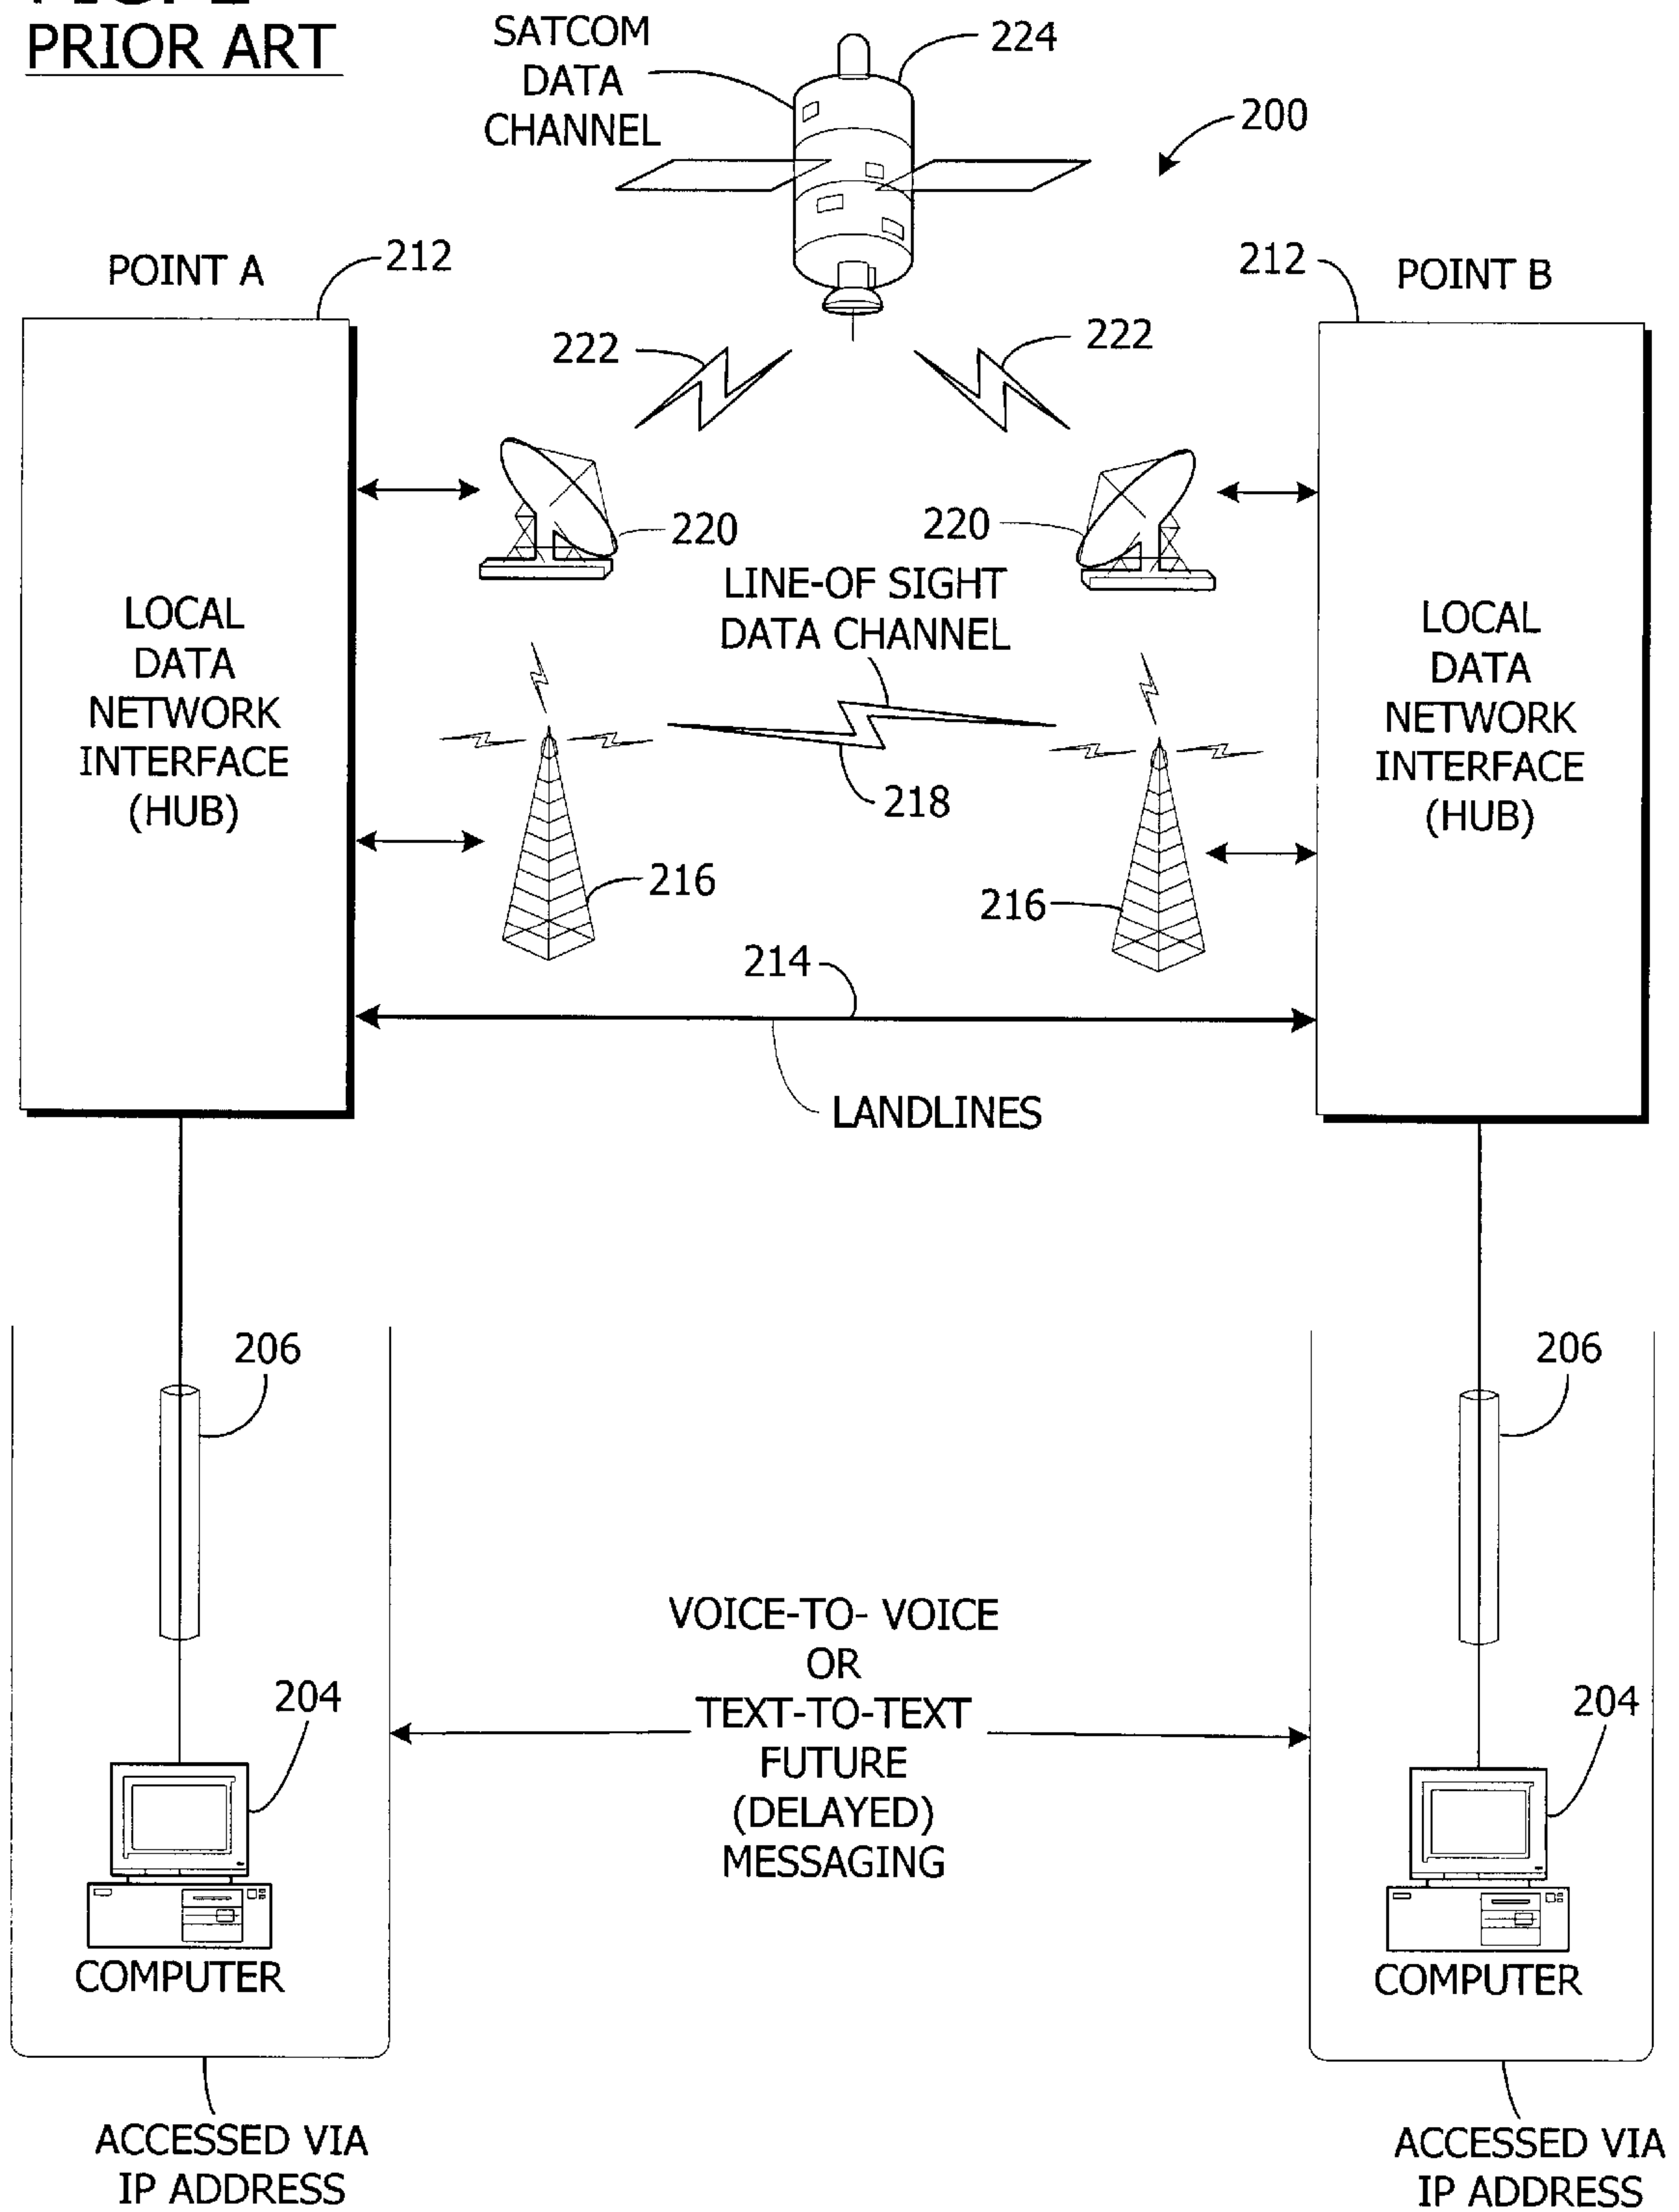 PRIOR ART
SATCOM
DATA
CHANNEL
224
200
POINT A
212
212
POINT B
222
222
220
220
LINE-OF SIGHT
DATA CHANNEL
LOCAL
DATA
NETWORK
INTERFACE
(HUB)
LOCAL
DATA
NETWORK
INTERFACE
(HUB)
218
216
216
214
LANDLINES
206
206
VOICE-TO- VOICE
OR
TEXT-TO-TEXT
FUTURE
(DELAYED)
MESSAGING
204
204
COMPUTER
COMPUTER
ACCESSED VIA
IP ADDRESS
ACCESSED VIA
IP ADDRESS